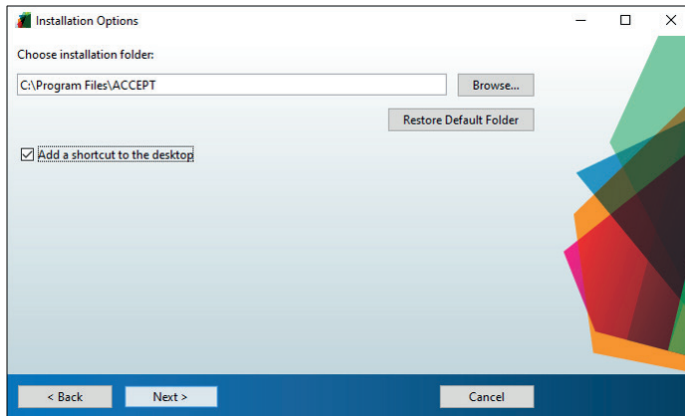 Installation Options
Choose installation folder:
C:\Program Files\ACCEPT
Browse...
Restore Default Folder
Add a shortcut to the desktop
< Back
Next >
Cancel